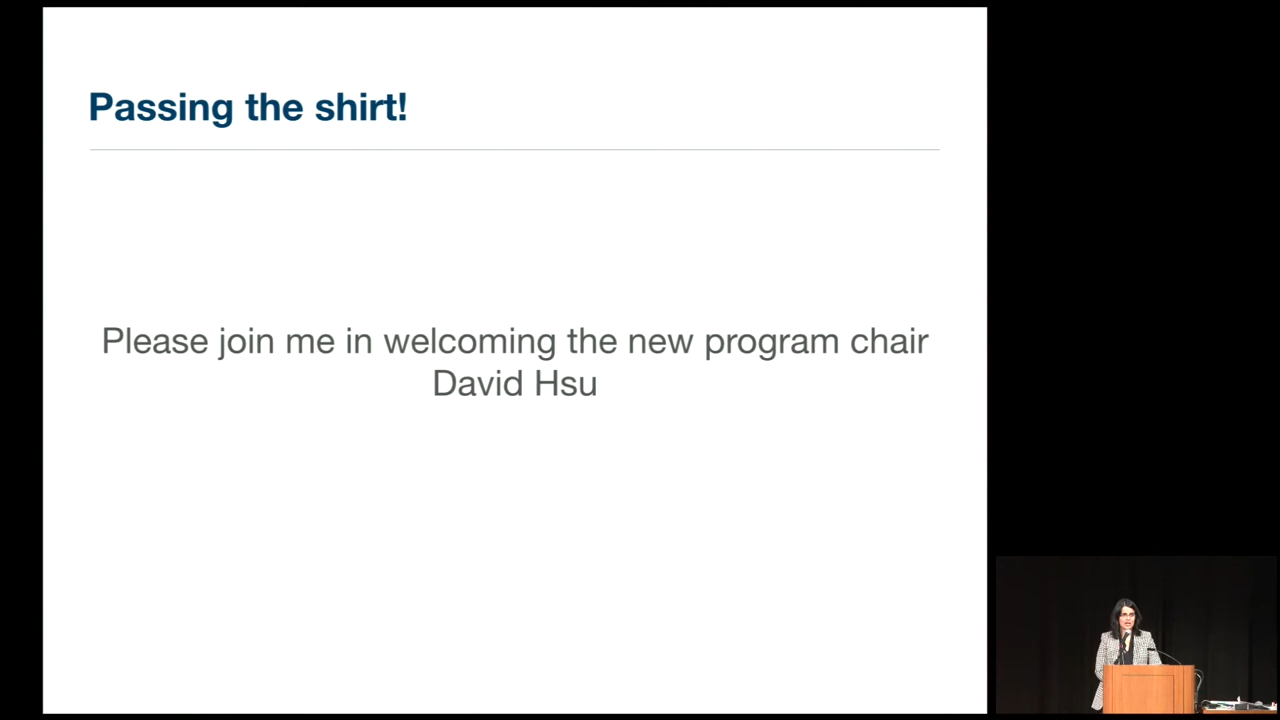 Passing the shirt!
Please join me in welcoming the new program chair
David Hsu